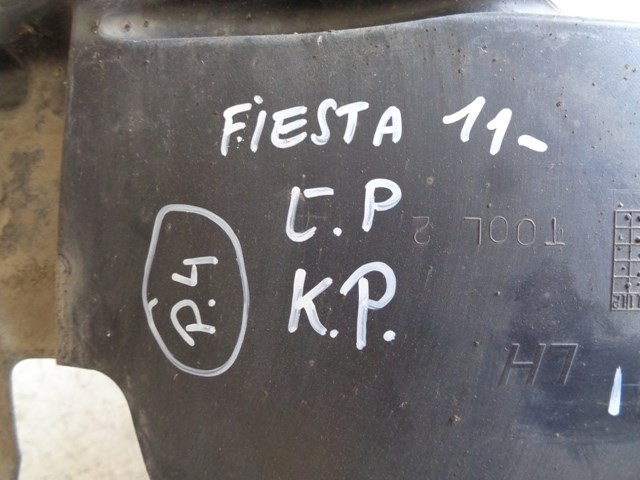 FiESTA 11-
TOOL 2
P.4
K.P.
LH